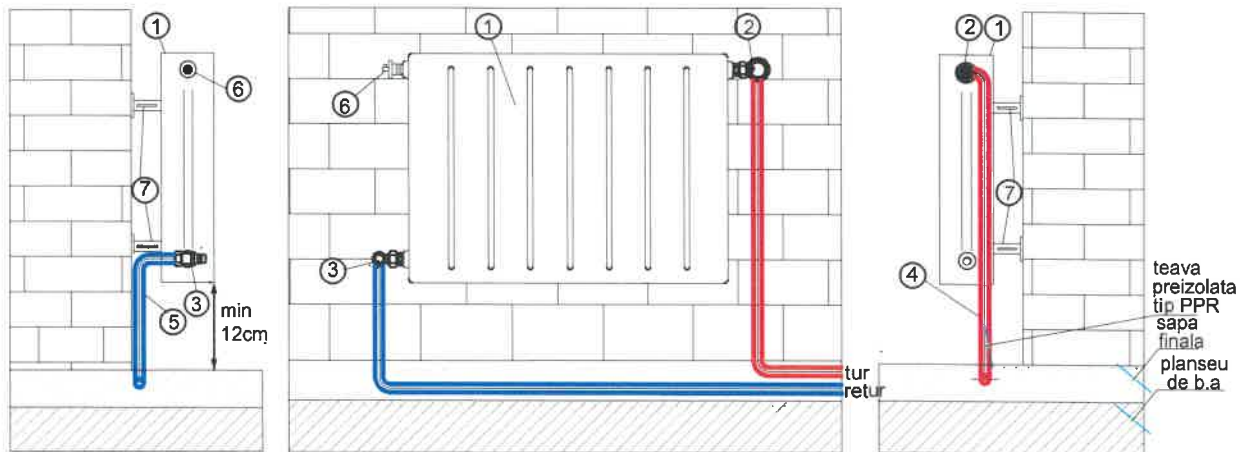 1
6
7
5
3
min
12cm
1
2
6
3
tur
retur
2
1
7
4
teava
preizolata
tip PPR
sapa
finala
planseu
de b.a